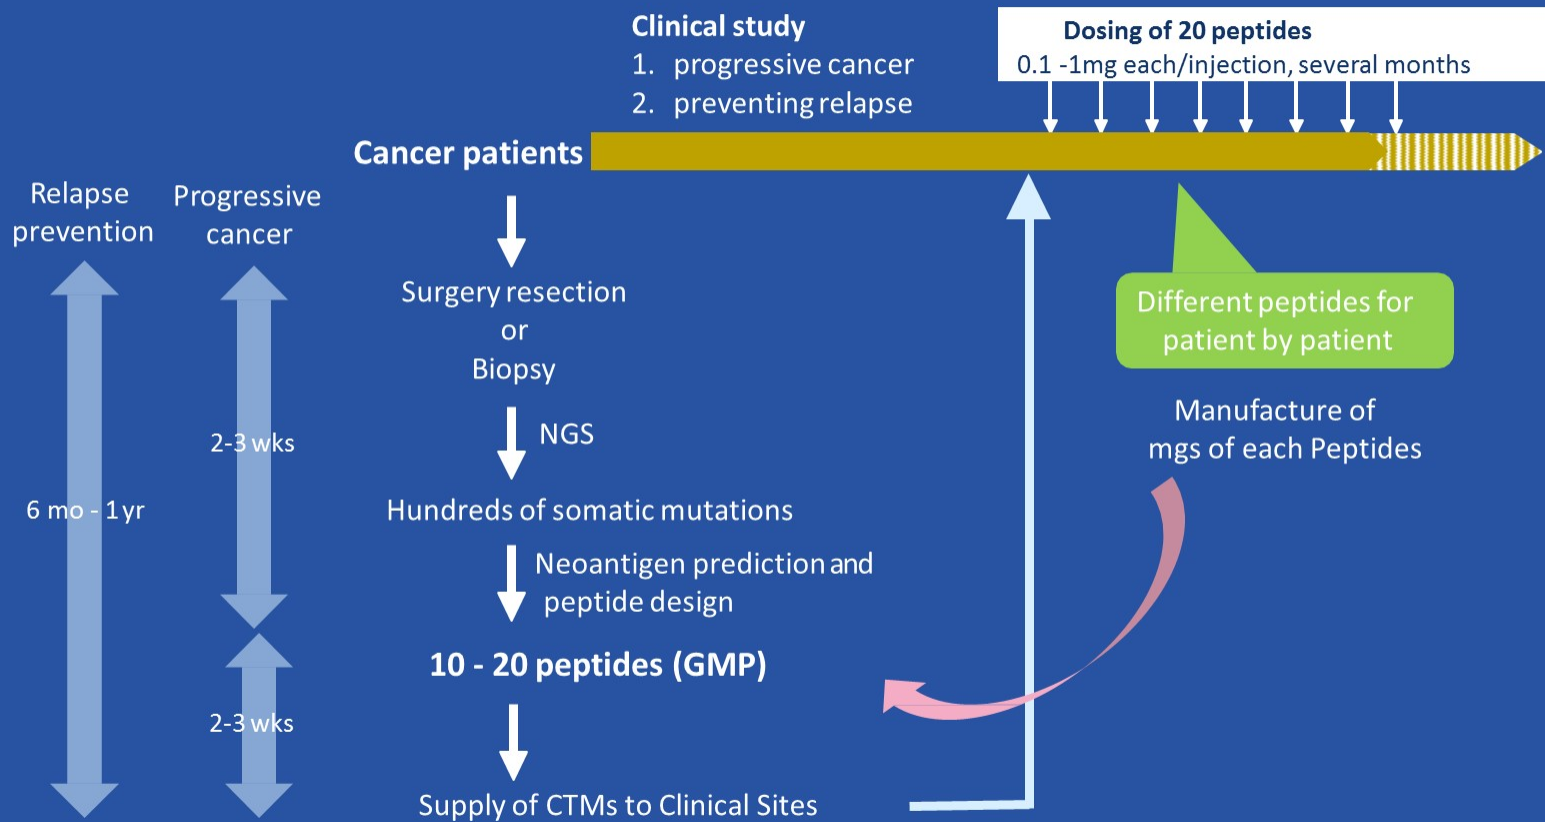 Clinical study
1. progressive cancer
2. preventing relapse
Dosing of 20 peptides
0.1 -1mg each/injection, several months
Cancer patients
Relapse
prevention
Progressive
cancer
Surgery resection
or
Biopsy
Different peptides for
patient by patient
Manufacture of
mgs of each Peptides
NGS
2-3 wks
6 mo - 1 yr
Hundreds of somatic mutations
Neoantigen prediction and
peptide design
10 - 20 peptides (GMP)
2-3 wks
Supply of CTMs to Clinical Sites